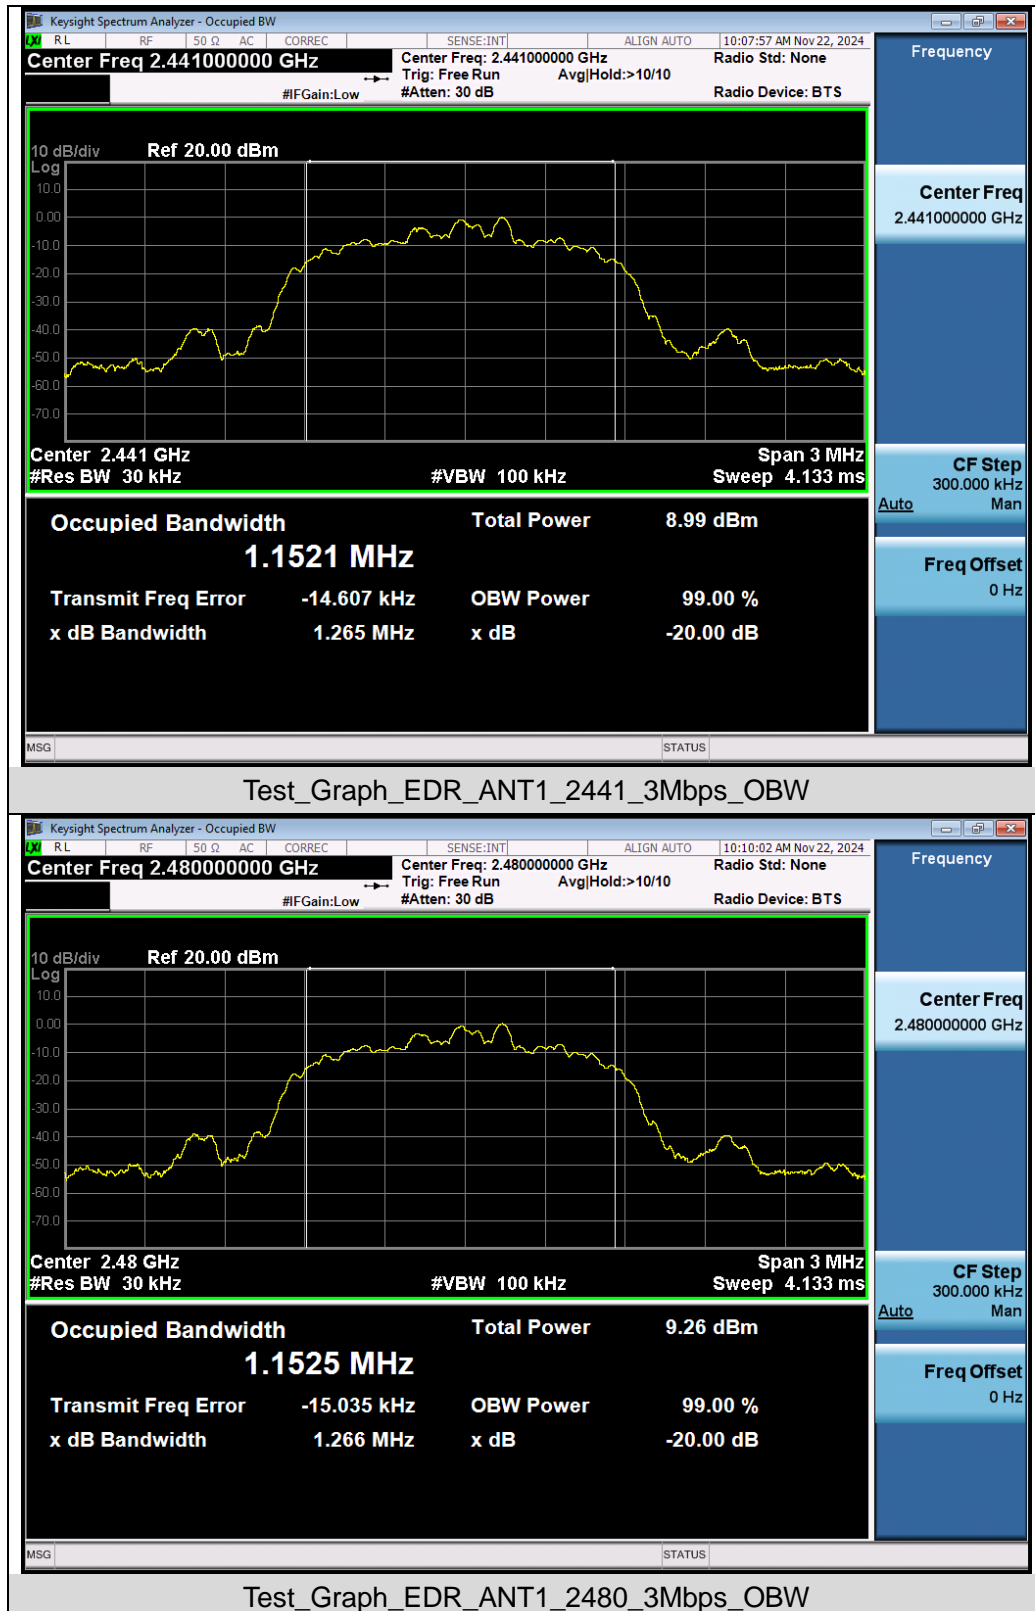 Keysight Spectrum Analyzer - Occupied BW
LXI RL RF 50 Ω AC CORREC SENSE:INT ALIGN AUTO 10:07:57 AM Nov 22, 2024
Center Freq 2.441000000 GHz Center Freq: 2.441000000 GHz Radio Std: None Frequency
Trig: Free Run Avg|Hold:>10/10
#IFGain:Low #Atten: 30 dB Radio Device: BTS
10 dB/div Ref 20.00 dBm
Log
10.0
0.00
-10.0
-20.0
-30.0
-40.0
-50.0
-60.0
-70.0
Center 2.441 GHz Span 3 MHz
#Res BW 30 kHz #VBW 100 kHz Sweep 4.133 ms
Center Freq
2.441000000 GHz
CF Step
300.000 kHz
Auto Man
Freq Offset
0 Hz
Occupied Bandwidth Total Power 8.99 dBm
1.1521 MHz
Transmit Freq Error -14.607 kHz OBW Power 99.00 %
x dB Bandwidth 1.265 MHz x dB -20.00 dB
MSG STATUS
Test_Graph_EDR_ANT1_2441_3Mbps_OBW
Keysight Spectrum Analyzer - Occupied BW
LXI RL RF 50 Ω AC CORREC SENSE:INT ALIGN AUTO 10:10:02 AM Nov 22, 2024
Center Freq 2.480000000 GHz Center Freq: 2.480000000 GHz Radio Std: None Frequency
Trig: Free Run Avg|Hold:>10/10
#IFGain:Low #Atten: 30 dB Radio Device: BTS
10 dB/div Ref 20.00 dBm
Log
10.0
0.00
-10.0
-20.0
-30.0
-40.0
-50.0
-60.0
-70.0
Center 2.48 GHz Span 3 MHz
#Res BW 30 kHz #VBW 100 kHz Sweep 4.133 ms
Center Freq
2.480000000 GHz
CF Step
300.000 kHz
Auto Man
Freq Offset
0 Hz
Occupied Bandwidth Total Power 9.26 dBm
1.1525 MHz
Transmit Freq Error -15.035 kHz OBW Power 99.00 %
x dB Bandwidth 1.266 MHz x dB -20.00 dB
MSG STATUS
Test_Graph_EDR_ANT1_2480_3Mbps_OBW